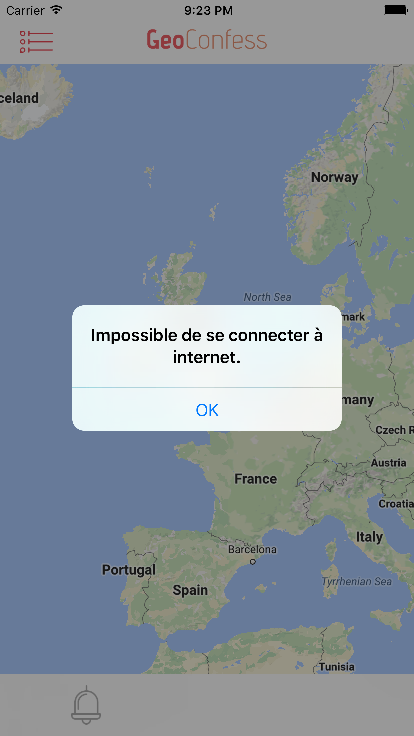 Carrier 9:23 PM
GeoConfess
celand
Norway
North Sea
mark
Impossible de se connecter à
internet.
OK
many
Czech R
Austria
France
Croatia
Italy
Barcelona
Portugal
Tyrrhenian Sea
Spain
Tunisia